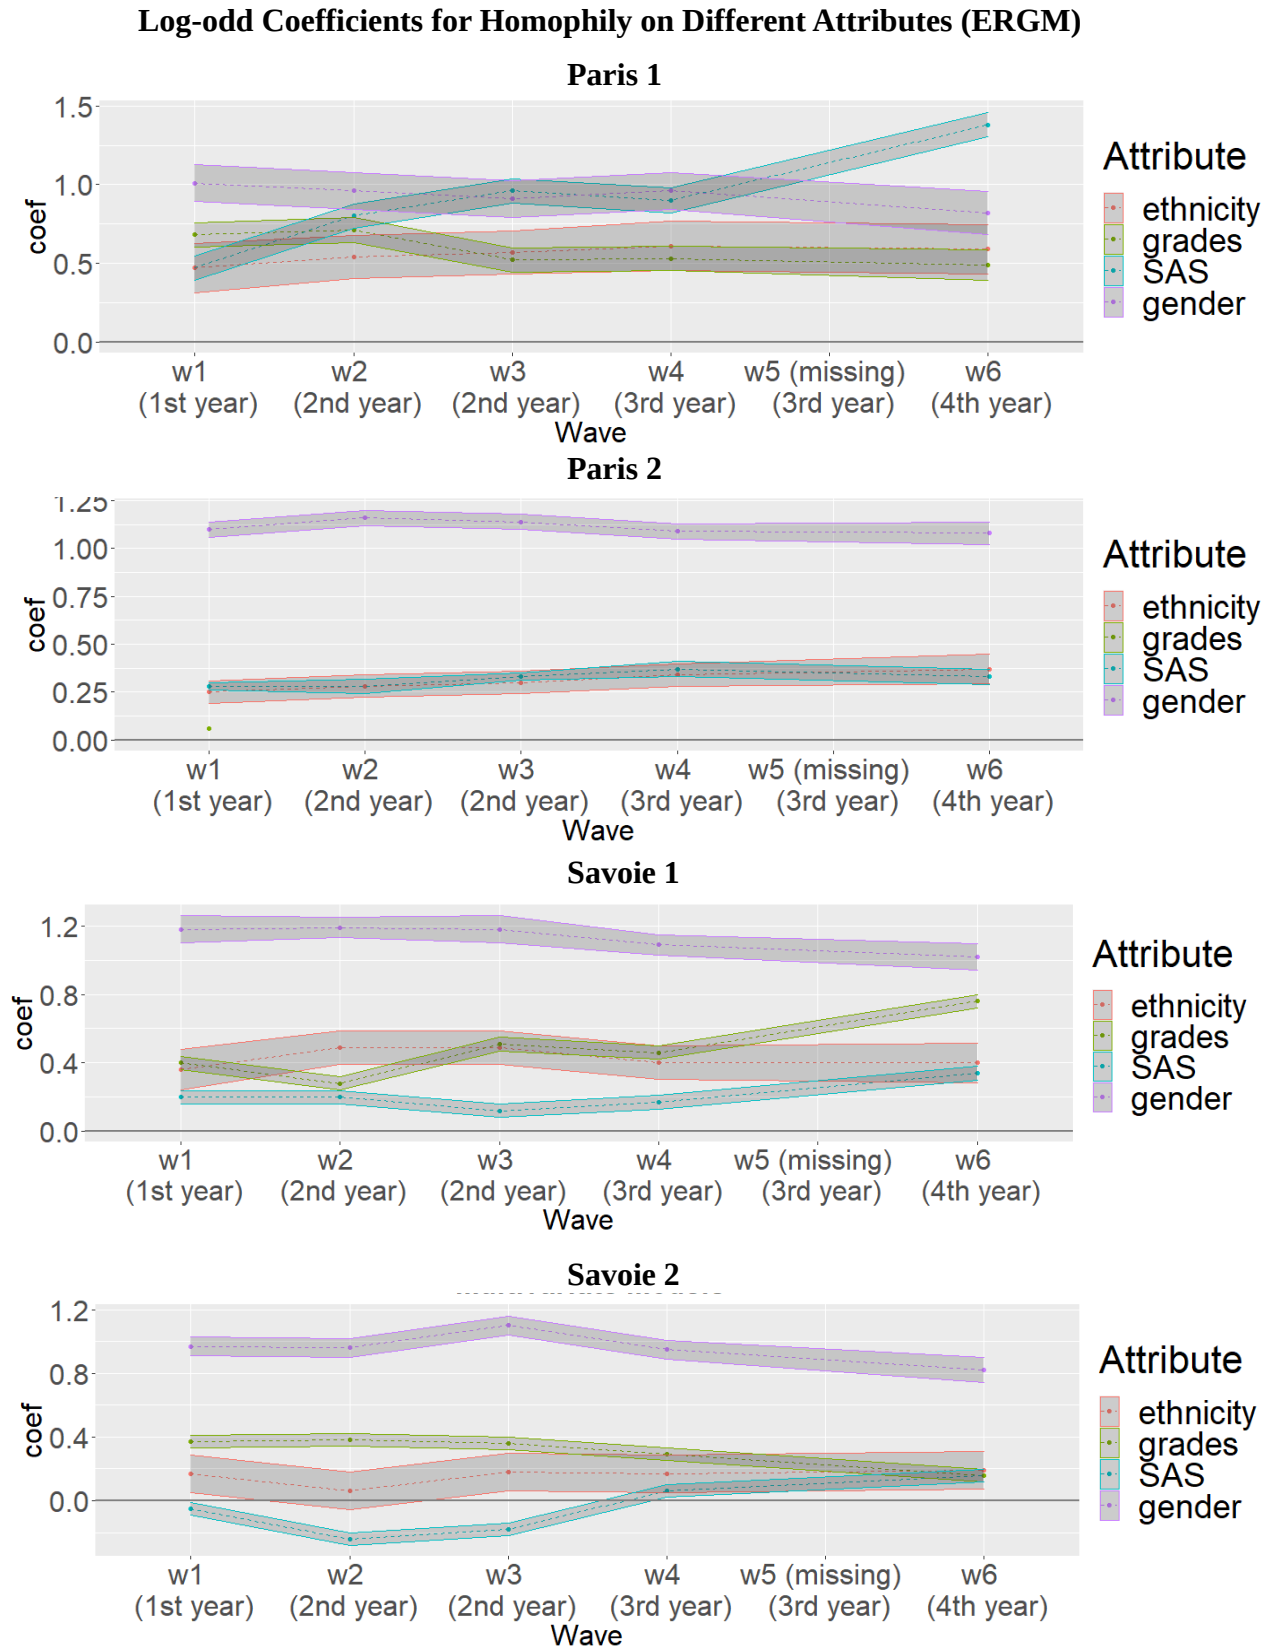 Log-odd Coefficients for Homophily on Different Attributes (ERGM)
Paris 1
1.5
1.0
0.5
0.0
coef
w1 w2 w3 w4 w5 (missing) w6
(1st year) (2nd year) (2nd year) (3rd year) (3rd year) (4th year)
Wave
Attribute
ethnicity
grades
SAS
gender
Paris 2
1.25
1.00
0.75
0.50
0.25
0.00
coef
w1 w2 w3 w4 w5 (missing) w6
(1st year) (2nd year) (2nd year) (3rd year) (3rd year) (4th year)
Wave
Attribute
ethnicity
grades
SAS
gender
Savoie 1
1.2
0.8
0.4
0.0
coef
w1 w2 w3 w4 w5 (missing) w6
(1st year) (2nd year) (2nd year) (3rd year) (3rd year) (4th year)
Wave
Attribute
ethnicity
grades
SAS
gender
Savoie 2
1.2
0.8
0.4
0.0
coef
w1 w2 w3 w4 w5 (missing) w6
(1st year) (2nd year) (2nd year) (3rd year) (3rd year) (4th year)
Wave
Attribute
ethnicity
grades
SAS
gender